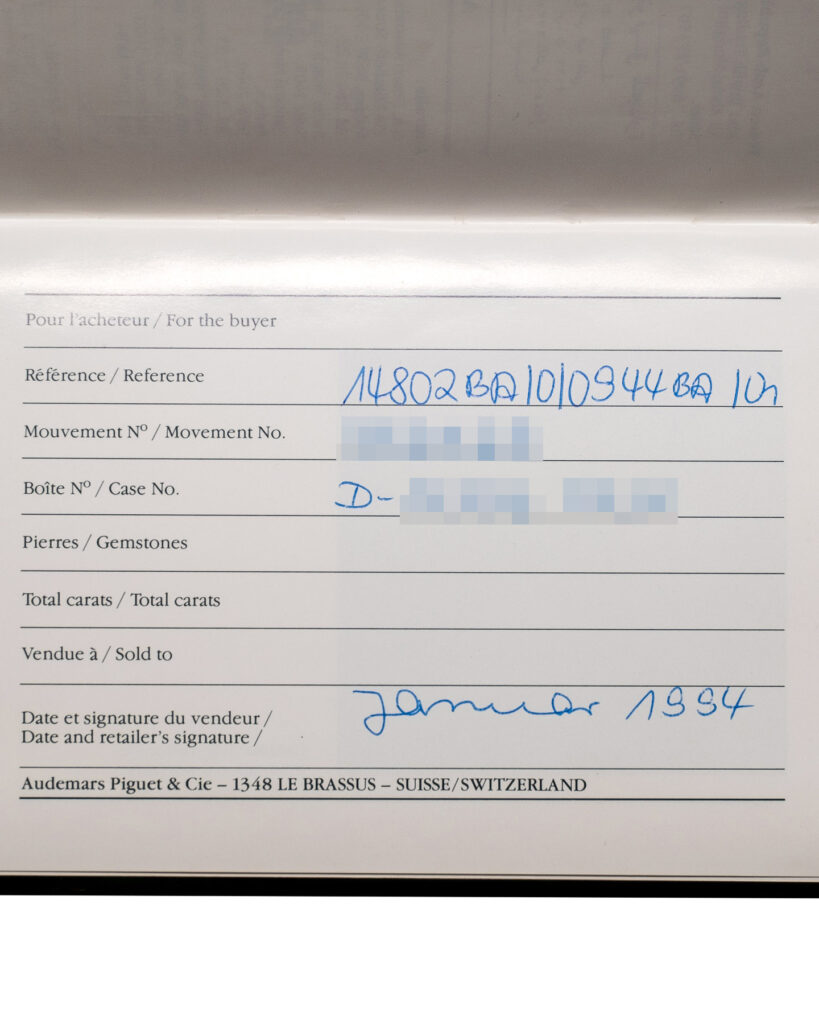 Pour l'acheteur / For the buyer
Référence / Reference 14802BA/0/0944BA/01
Mouvement Nº / Movement No.
Boîte Nº / Case No. D-
Pierres / Gemstones
Total carats / Total carats
Vendue à / Sold to
Januar 1994
Date et signature du vendeur /
Date and retailer's signature /
Audemars Piguet & Cie – 1348 LE BRASSUS – SUISSE/SWITZERLAND